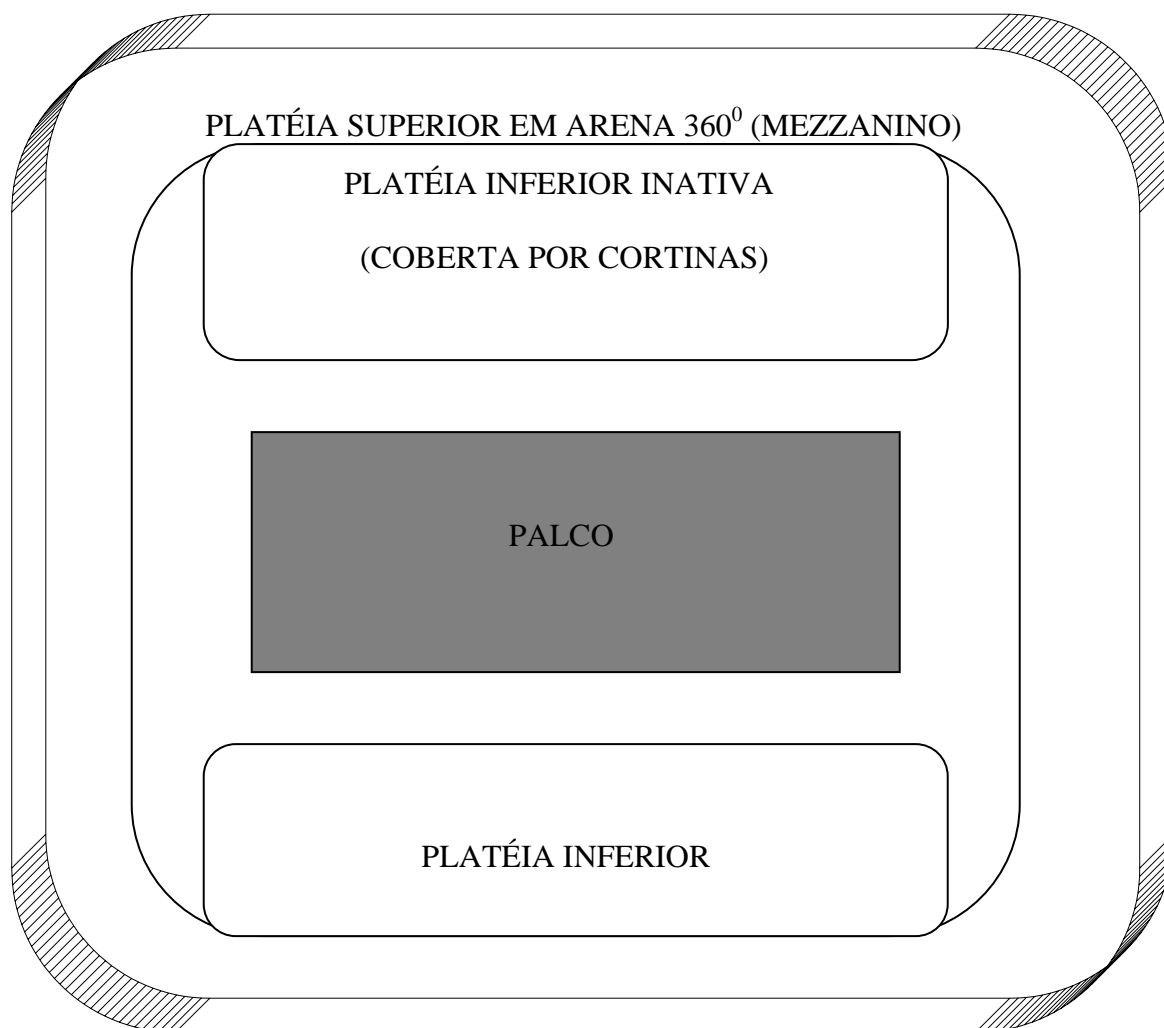 PLATÉIA SUPERIOR EM ARENA 360⁰ (MEZZANINO)
PLATÉIA INFERIOR INATIVA
(COBERTA POR CORTINAS)
PALCO
PLATÉIA INFERIOR